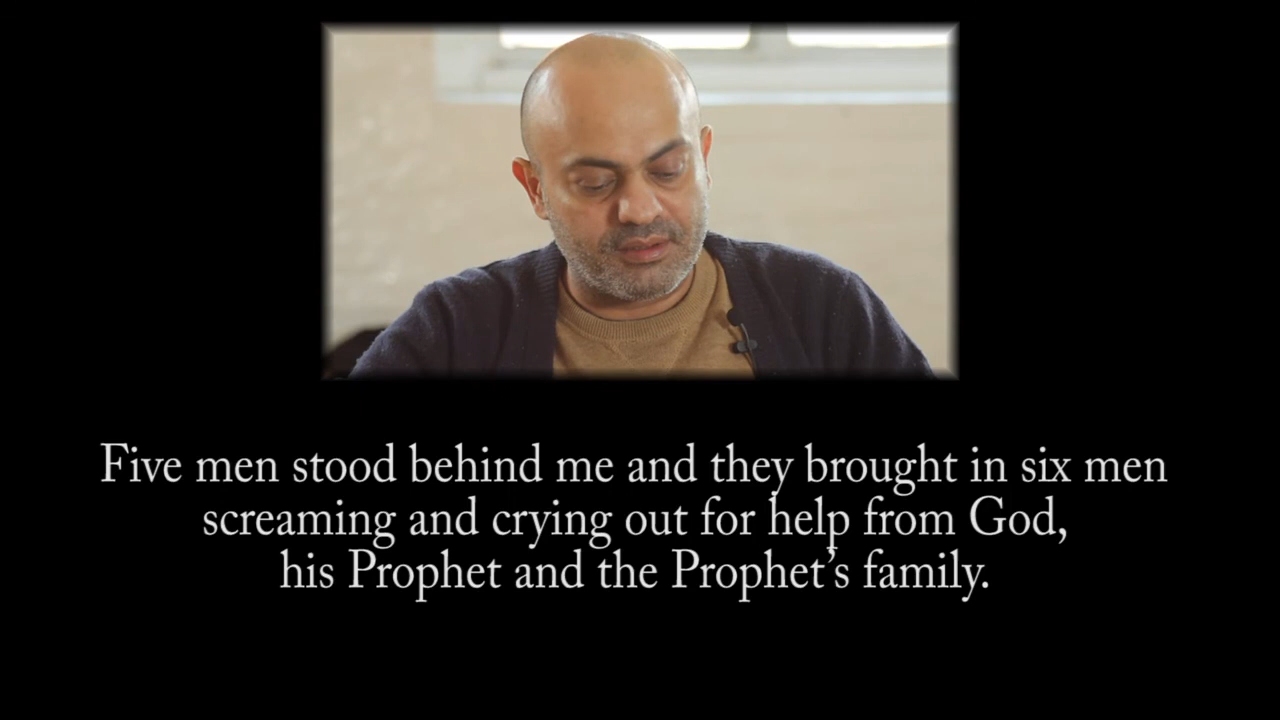 Five men stood behind me and they brought in six men
screaming and crying out for help from God,
his Prophet and the Prophet's family.